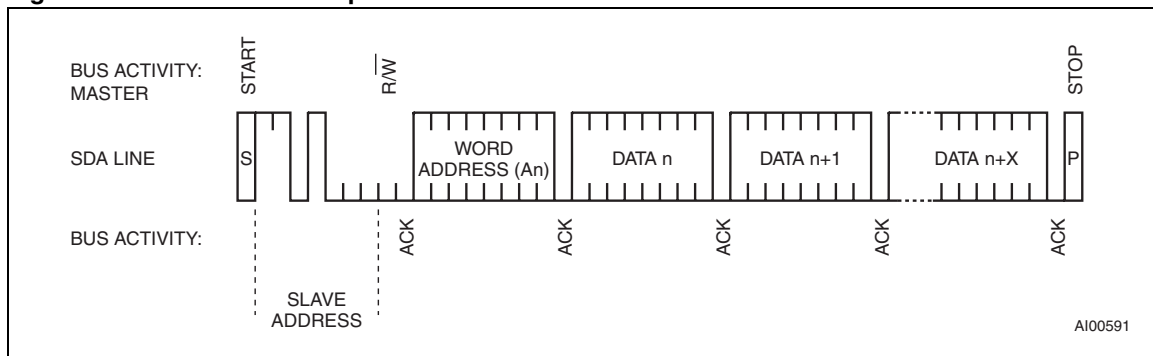 BUS ACTIVITY:
MASTER
START
R/W
STOP
SDA LINE
S
WORD
ADDRESS (An)
DATA n
DATA n+1
DATA n+X
P
BUS ACTIVITY:
ACK
ACK
ACK
ACK
ACK
SLAVE
ADDRESS
AI00591